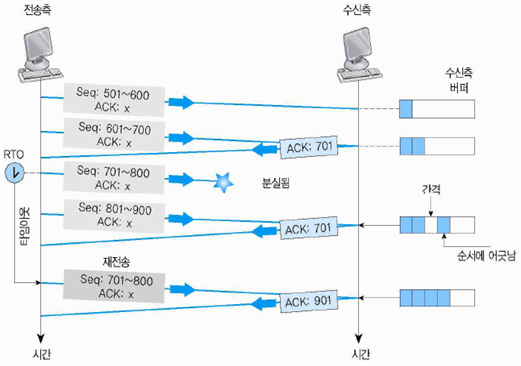 전송측
수신측
수신측
버퍼
Seq: 501~600
ACK: x
Seq: 601~700
ACK: x
ACK: 701
RTO
Seq: 701~800
ACK: x
분실됨
타임아웃
Seq: 801~900
ACK: x
ACK: 701
간격
순서에 어긋남
재전송
Seq: 701~800
ACK: x
ACK: 901
시간
시간